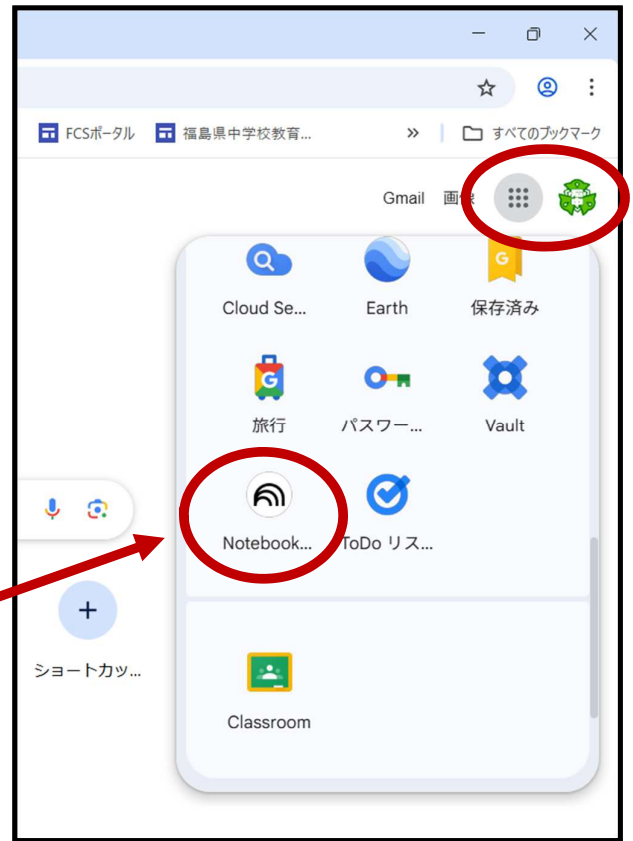 FCSポータル 福島県中学校教育... » すべてのブックマーク
Gmail 画像
Cloud Se... Earth 保存済み
旅行 パスワー... Vault
Notebook... ToDo リス...
ショートカッ...
Classroom